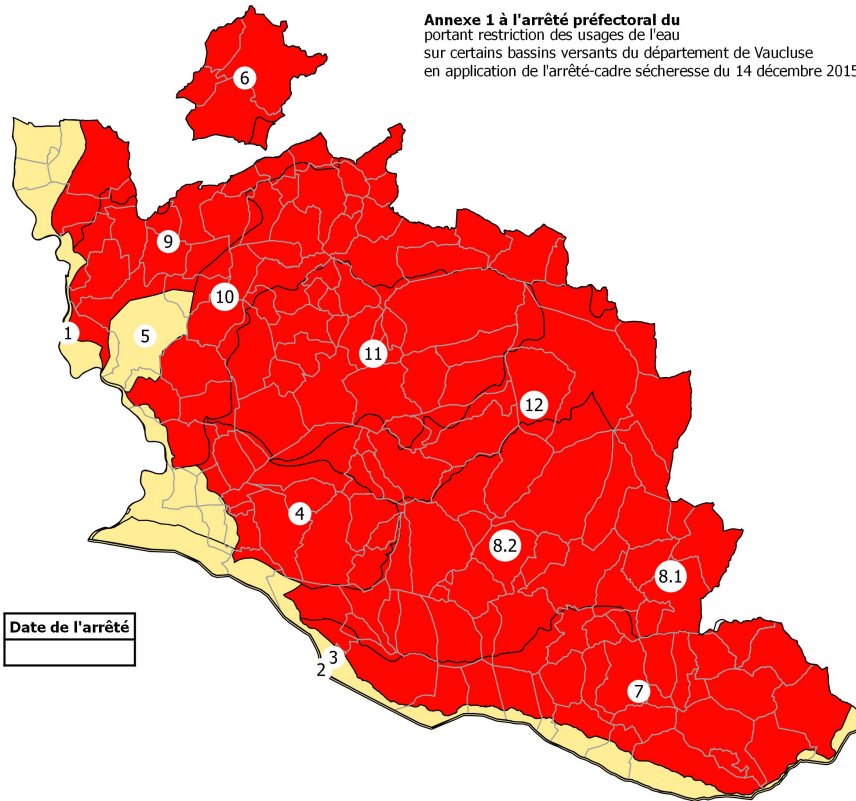 Annexe 1 à l'arrêté préfectoral du
portant restriction des usages de l'eau
sur certains bassins versants du département de Vaucluse
en application de l'arrêté-cadre sécheresse du 14 décembre 2015
6
9
10
1
5
11
12
4
8.2
8.1
Date de l'arrêté
3
2
7